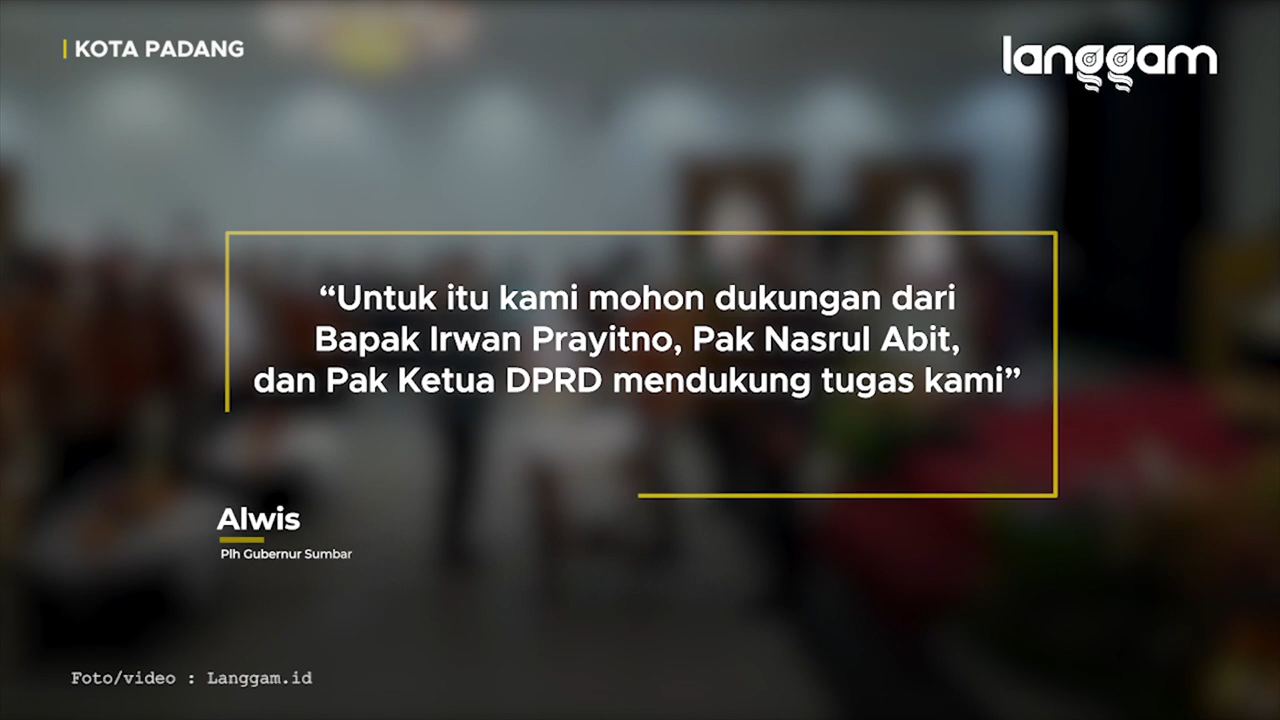 KOTA PADANG
langgam
“Untuk itu kami mohon dukungan dari
Bapak Irwan Prayitno, Pak Nasrul Abit,
dan Pak Ketua DPRD mendukung tugas kami”
Alwis
Plh Gubernur Sumbar
Foto/video : Langgam.id